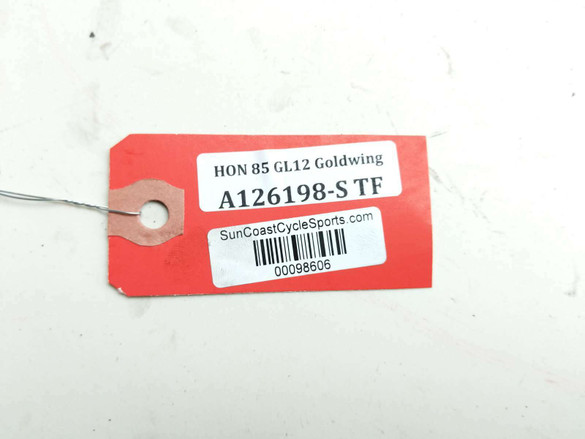 HON 85 GL12 Goldwing
A126198-S TF
SunCoastCycleSports.com
00098606